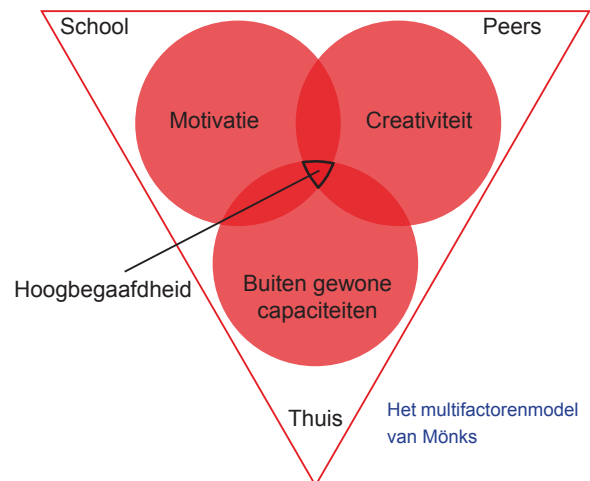 School
Peers
Motivatie
Creativiteit
Hoogbegaafdheid
Buiten gewone
capaciteiten
Thuis
Het multifactorenmodel
van Mönks